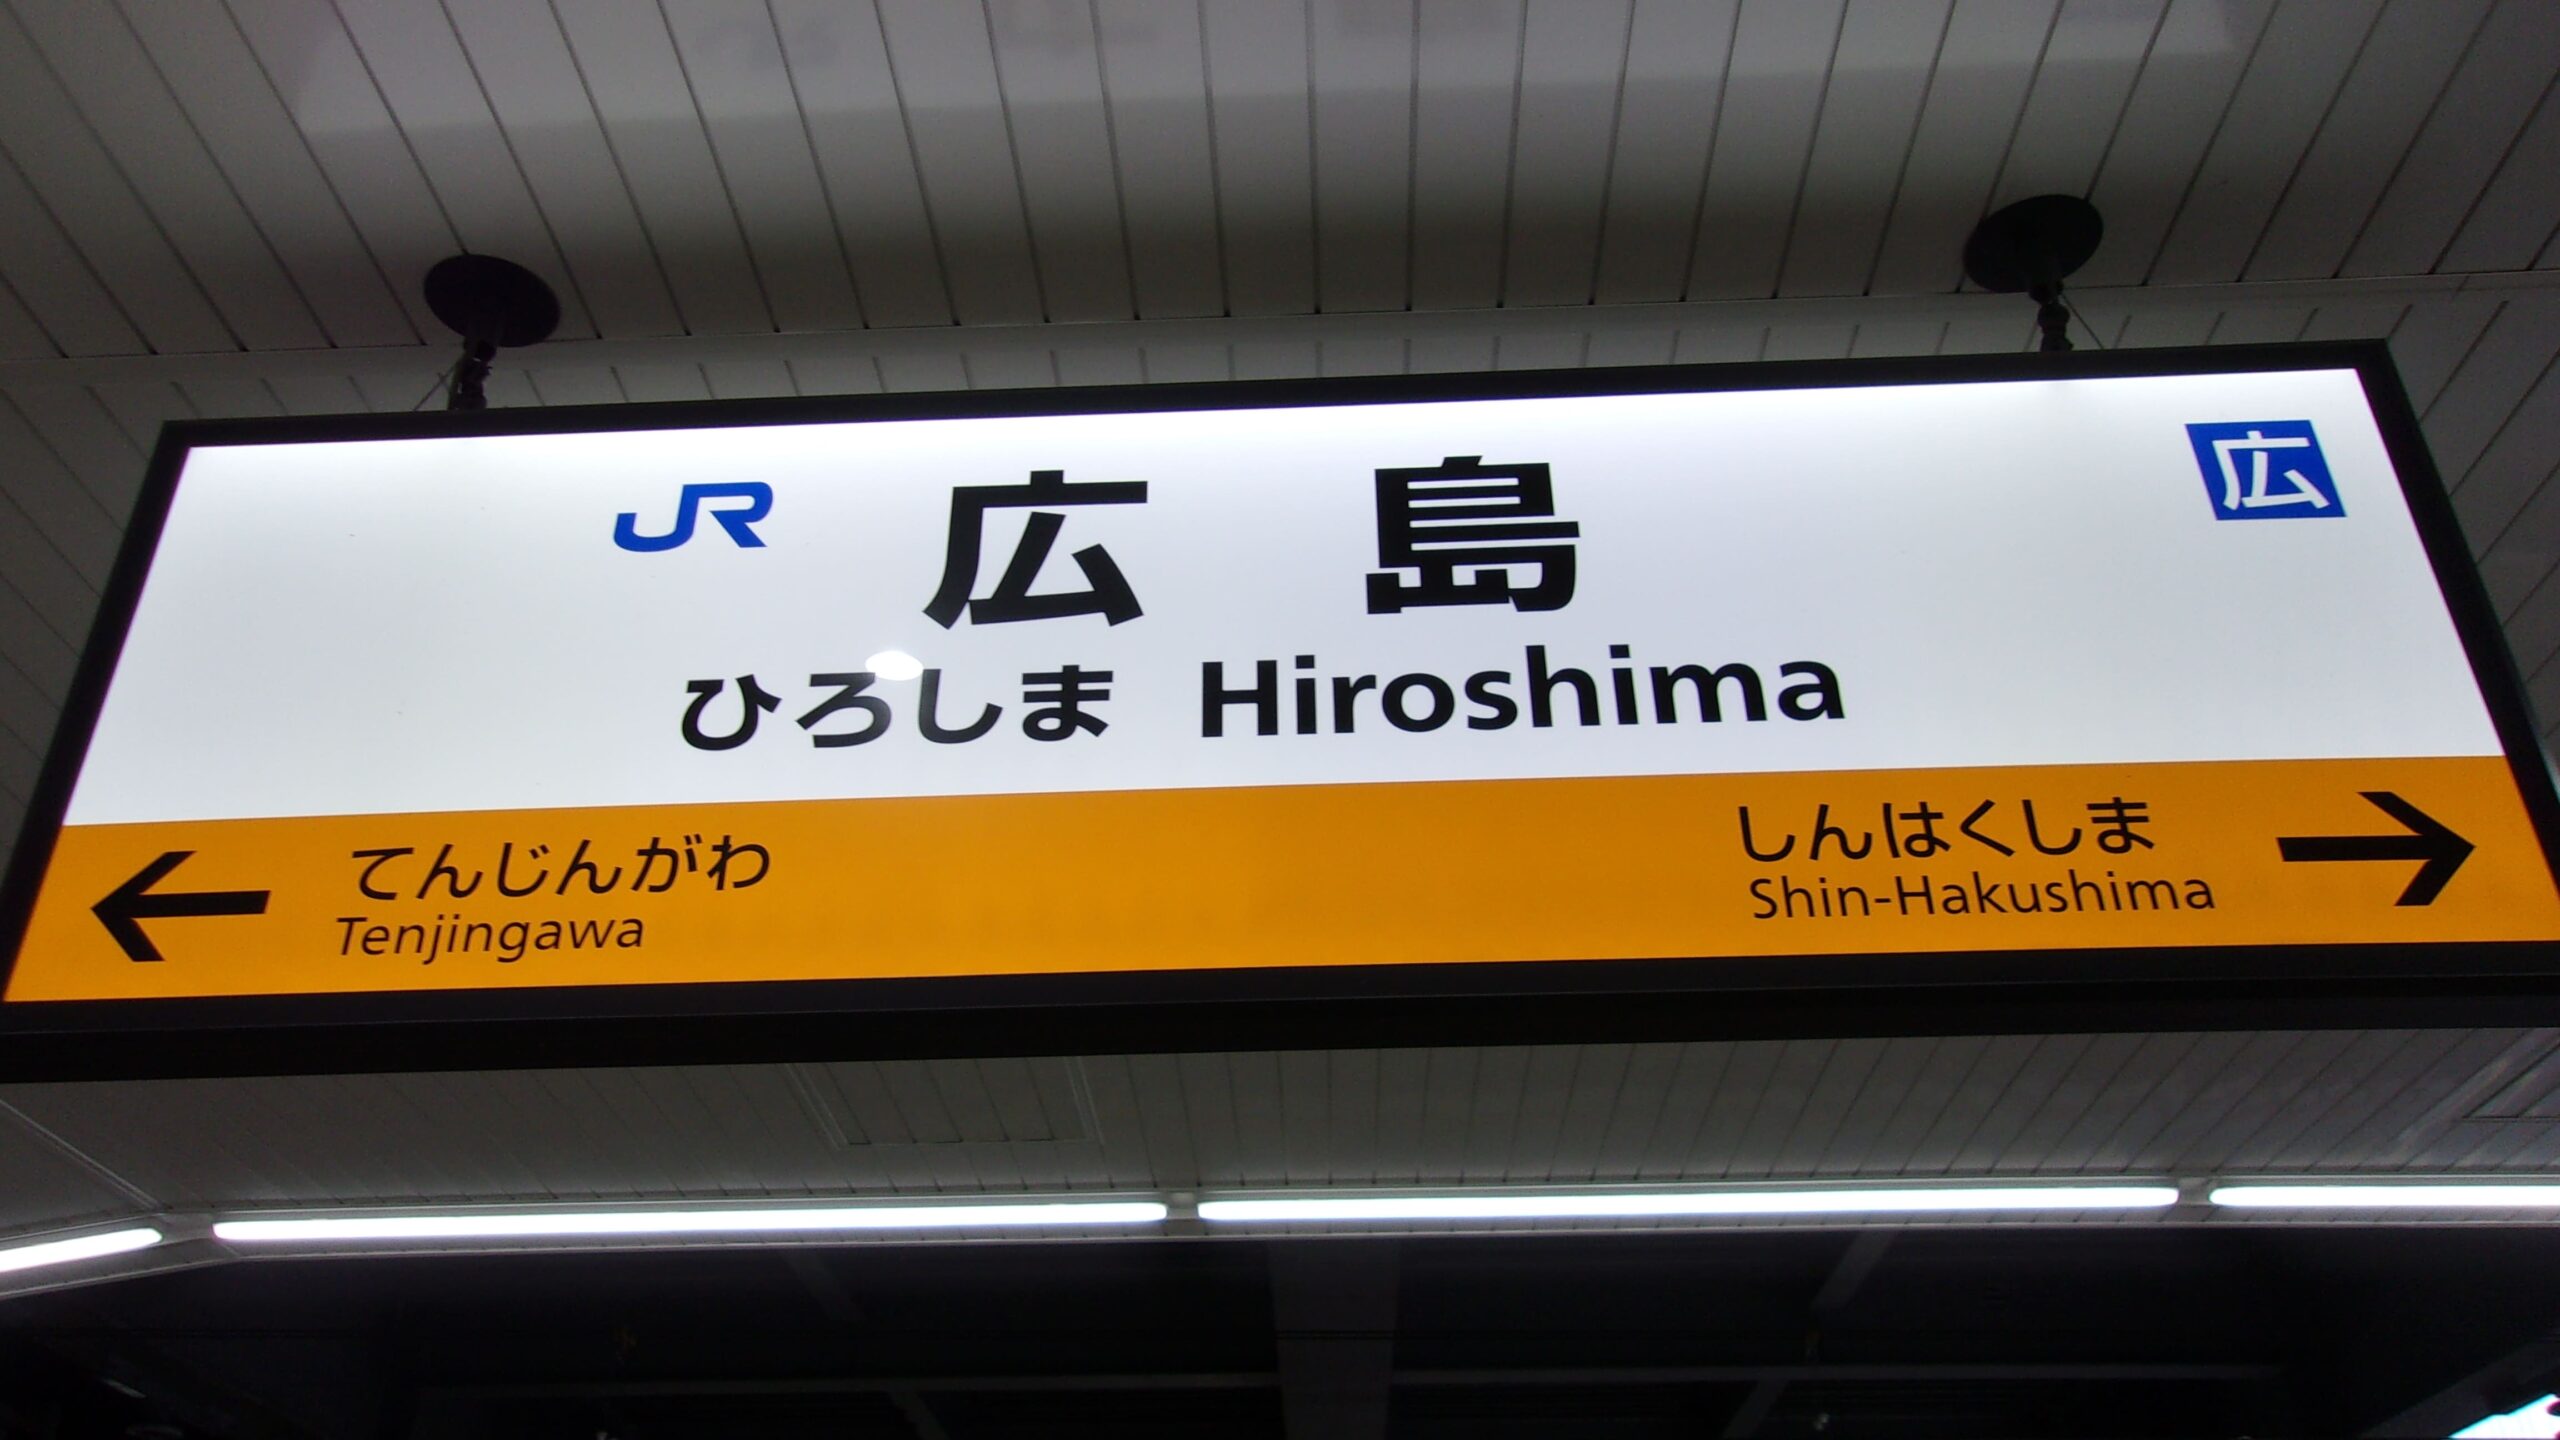 JR 広島 広
ひろしま Hiroshima
← てんじんがわ しんはくしま →
Tenjingawa Shin-Hakushima